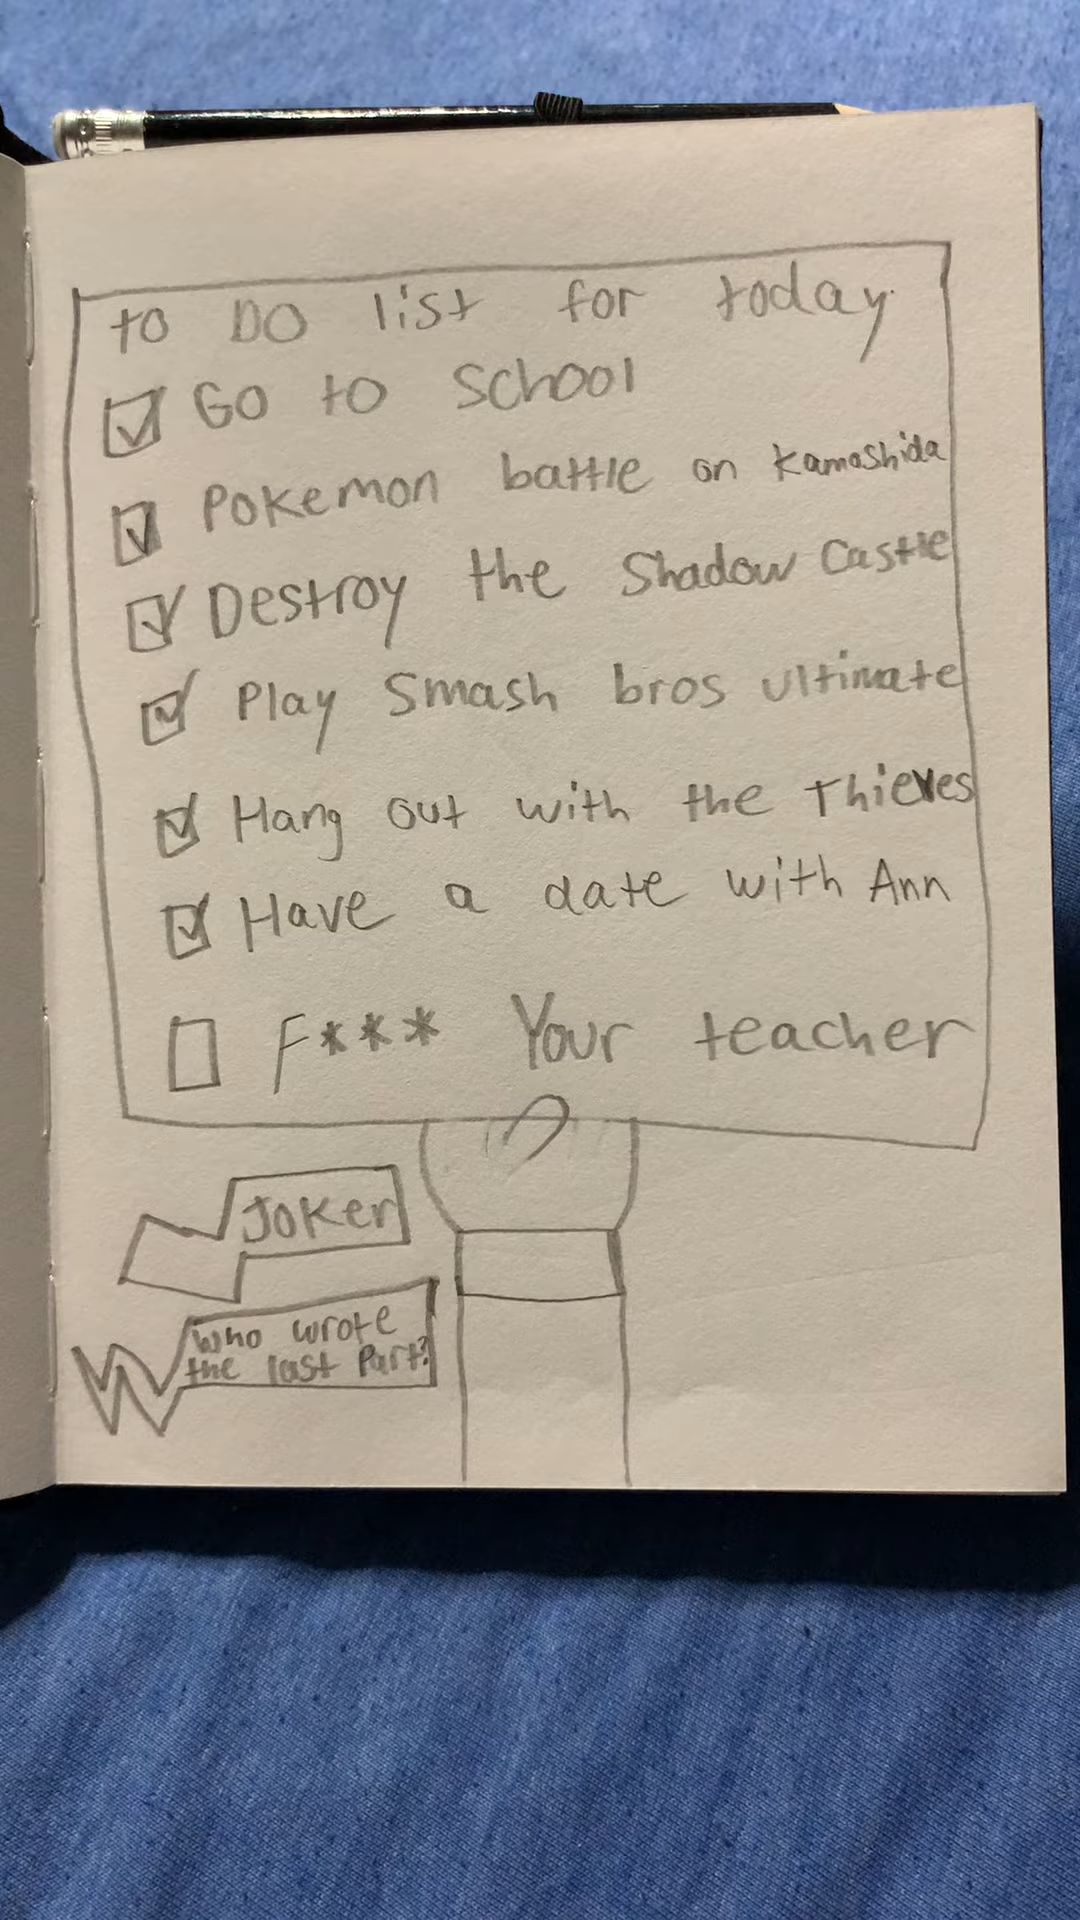 to DO list for today.
Go to School
Pokemon battle on Kamoshida
Destroy the Shadow Castle
Play Smash bros ultimate
Hang out with the Thieves
Have a date with Ann
F*** Your teacher
Joker
Who wrote
the last Part?